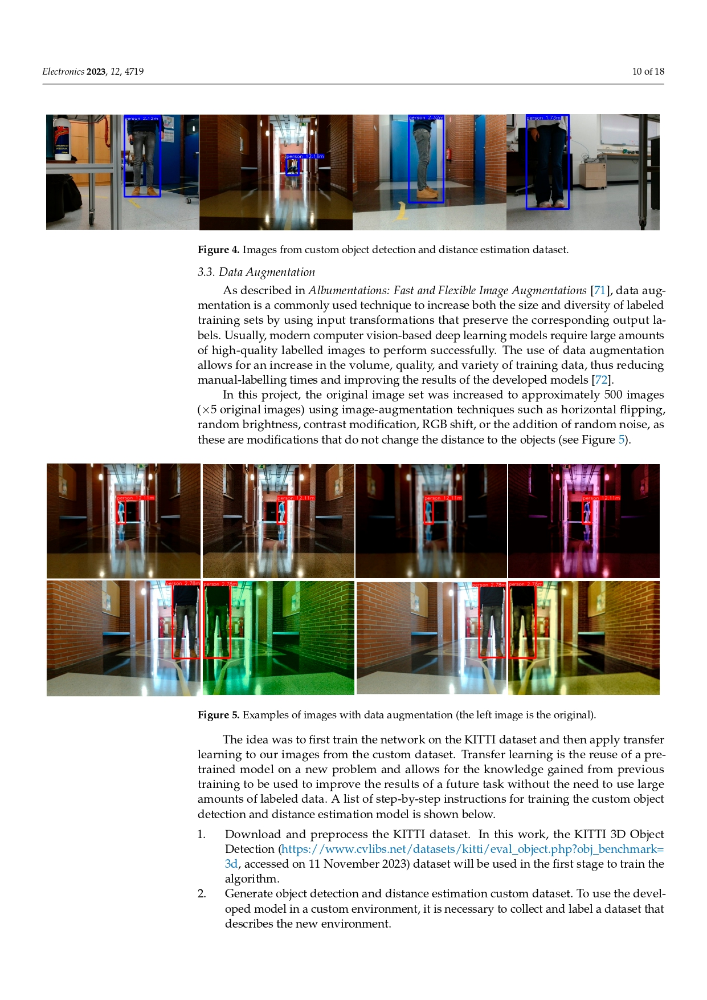 Electronics 2023, 12, 4719
10 of 18
person 2.12m
person 12.18m
person 2.32m
person 1.73m
Figure 4. Images from custom object detection and distance estimation dataset.
3.3. Data Augmentation
As described in Albumentations: Fast and Flexible Image Augmentations [71], data aug-
mentation is a commonly used technique to increase both the size and diversity of labeled
training sets by using input transformations that preserve the corresponding output la-
bels. Usually, modern computer vision-based deep learning models require large amounts
of high-quality labelled images to perform successfully. The use of data augmentation
allows for an increase in the volume, quality, and variety of training data, thus reducing
manual-labelling times and improving the results of the developed models [72].
In this project, the original image set was increased to approximately 500 images
(×5 original images) using image-augmentation techniques such as horizontal flipping,
random brightness, contrast modification, RGB shift, or the addition of random noise, as
these are modifications that do not change the distance to the objects (see Figure 5).
person 12.11m
person 12.11m
person 12.11m
person 12.11m
person 2.78m
person 2.78m
person 2.78m
person 2.78m
Figure 5. Examples of images with data augmentation (the left image is the original).
The idea was to first train the network on the KITTI dataset and then apply transfer
learning to our images from the custom dataset. Transfer learning is the reuse of a pre-
trained model on a new problem and allows for the knowledge gained from previous
training to be used to improve the results of a future task without the need to use large
amounts of labeled data. A list of step-by-step instructions for training the custom object
detection and distance estimation model is shown below.
1. Download and preprocess the KITTI dataset. In this work, the KITTI 3D Object
Detection (https://www.cvlibs.net/datasets/kitti/eval_object.php?obj_benchmark=
3d, accessed on 11 November 2023) dataset will be used in the first stage to train the
algorithm.
2. Generate object detection and distance estimation custom dataset. To use the devel-
oped model in a custom environment, it is necessary to collect and label a dataset that
describes the new environment.